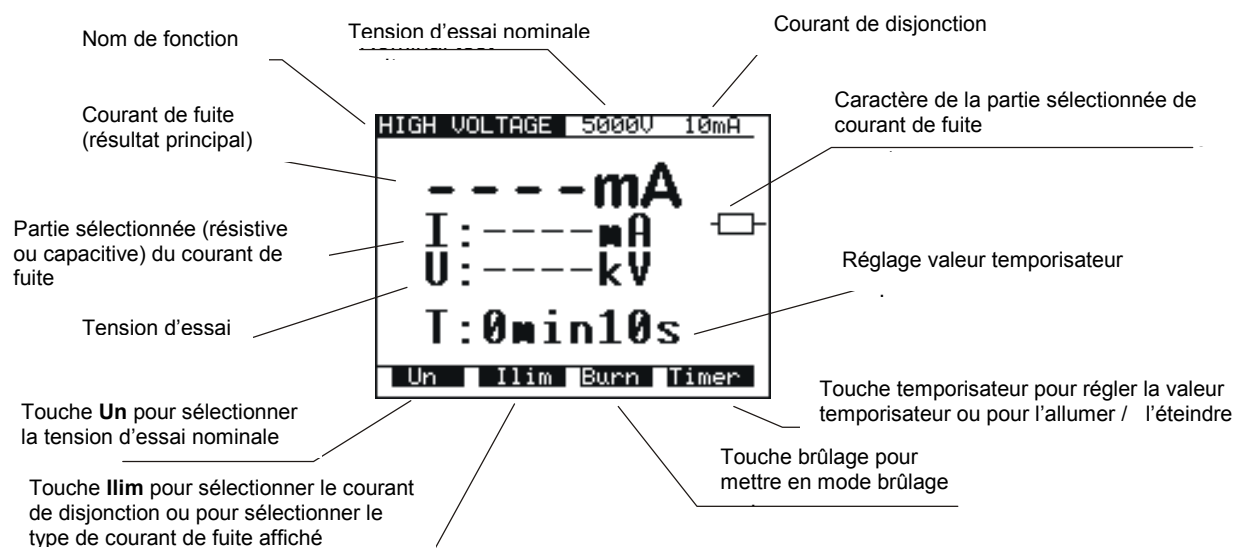 Nom de fonction
Tension d'essai nominale
Courant de disjonction
Courant de fuite
(résultat principal)
Caractère de la partie sélectionnée de
courant de fuite
HIGH VOLTAGE 5000V 10mA
----mA
I:----mA
U:----kV
T:0min10s
Un Ilim Burn Timer
Partie sélectionnée (résistive
ou capacitive) du courant de
fuite
Réglage valeur temporisateur
Tension d'essai
Touche Un pour sélectionner
la tension d'essai nominale
Touche temporisateur pour régler la valeur
temporisateur ou pour l'allumer / l'éteindre
Touche brûlage pour
mettre en mode brûlage
Touche Ilim pour sélectionner le courant
de disjonction ou pour sélectionner le
type de courant de fuite affiché